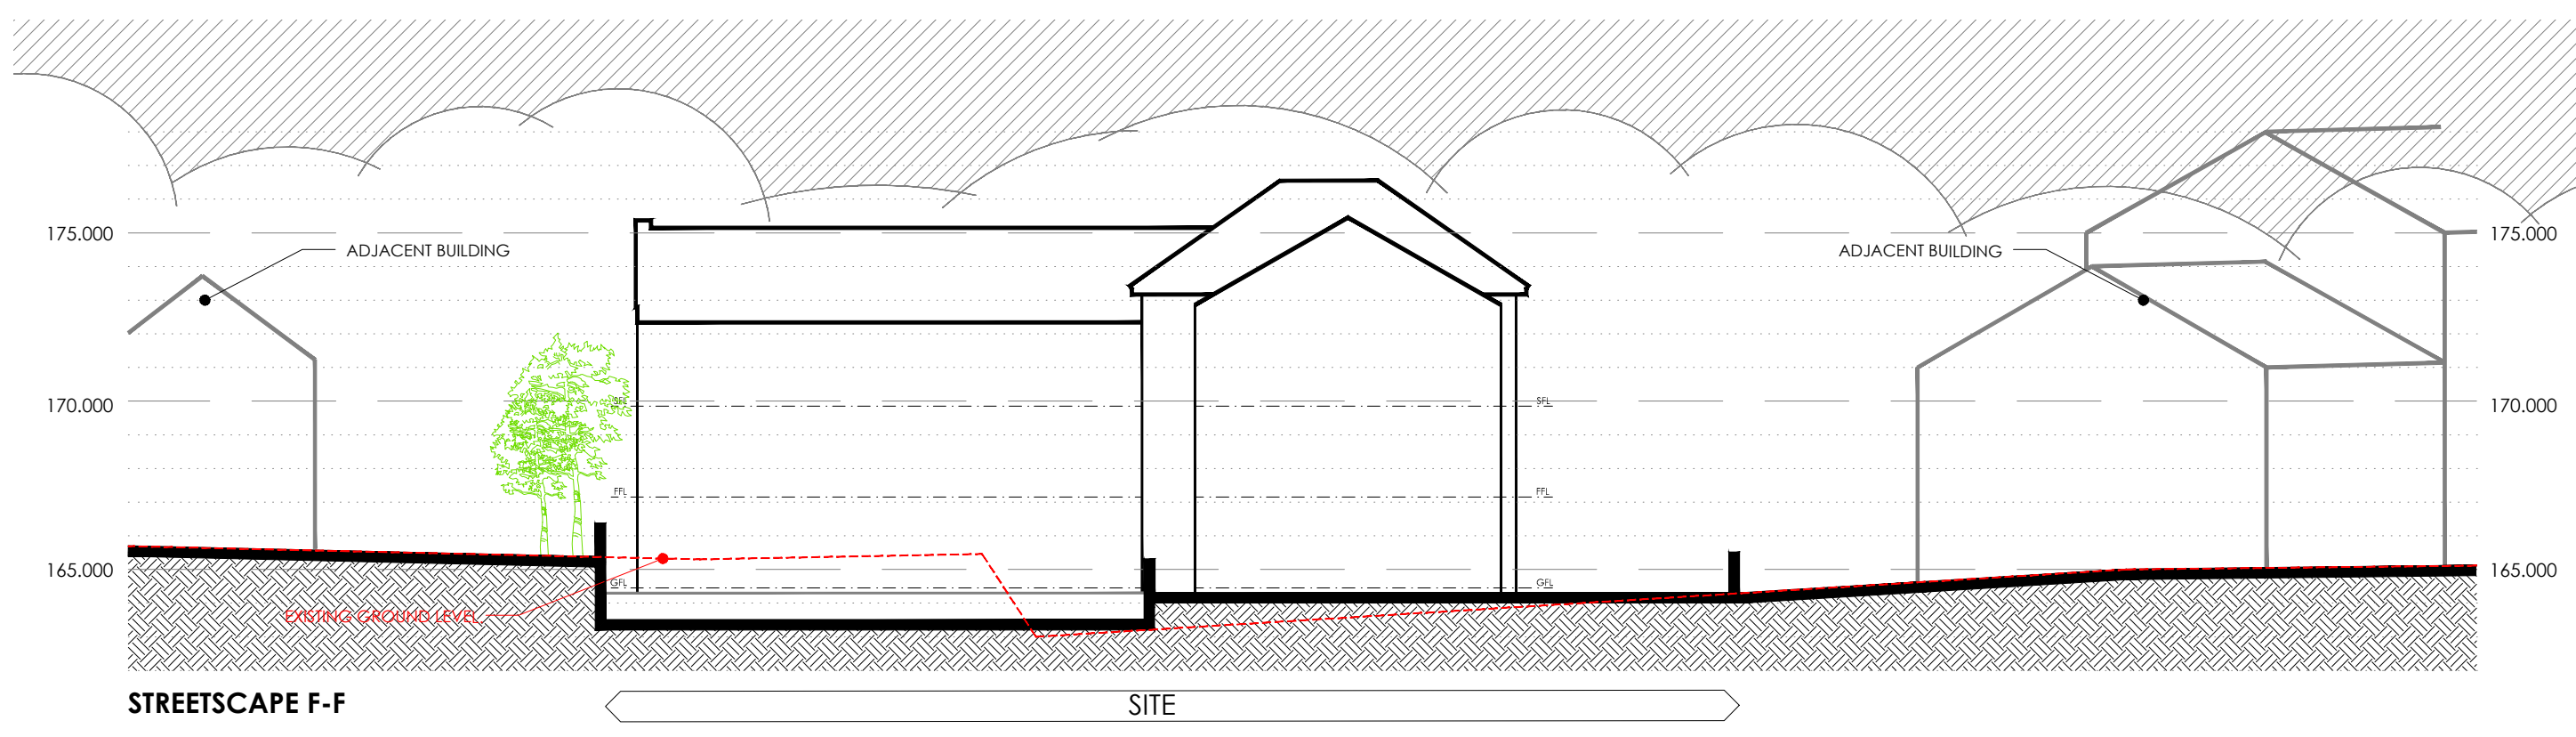 175.000
ADJACENT BUILDING
ADJACENT BUILDING
175.000
170.000
SFL
SFL
170.000
FFL
FFL
165.000
GFL
GFL
165.000
EXISTING GROUND LEVEL
STREETSCAPE F-F
SITE